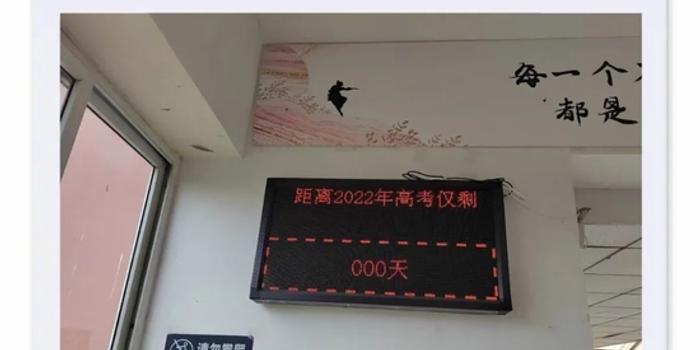 每一个
都是
距离2022年高考仅剩
000天
请勿